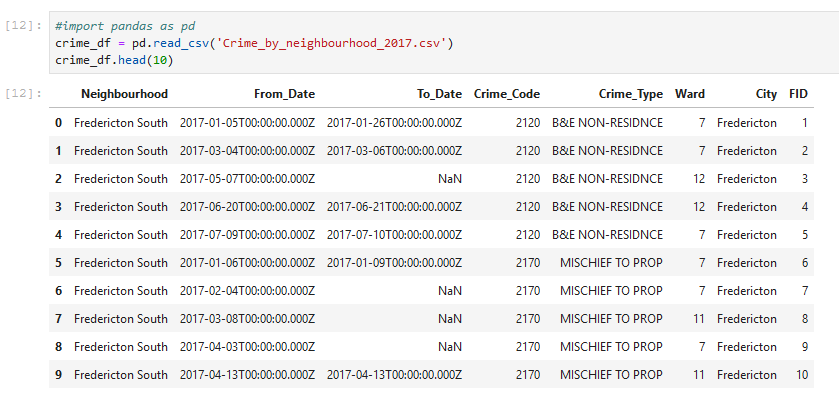 [12]: #import pandas as pd
crime_df = pd.read_csv('Crime_by_neighbourhood_2017.csv')
crime_df.head(10)
[12]: Neighbourhood From_Date To_Date Crime_Code Crime_Type Ward City FID
0 Fredericton South 2017-01-05T00:00:00.000Z 2017-01-26T00:00:00.000Z 2120 B&E NON-RESIDNCE 7 Fredericton 1
1 Fredericton South 2017-03-04T00:00:00.000Z 2017-03-06T00:00:00.000Z 2120 B&E NON-RESIDNCE 7 Fredericton 2
2 Fredericton South 2017-05-07T00:00:00.000Z NaN 2120 B&E NON-RESIDNCE 12 Fredericton 3
3 Fredericton South 2017-06-20T00:00:00.000Z 2017-06-21T00:00:00.000Z 2120 B&E NON-RESIDNCE 12 Fredericton 4
4 Fredericton South 2017-07-09T00:00:00.000Z 2017-07-10T00:00:00.000Z 2120 B&E NON-RESIDNCE 7 Fredericton 5
5 Fredericton South 2017-01-06T00:00:00.000Z 2017-01-09T00:00:00.000Z 2170 MISCHIEF TO PROP 7 Fredericton 6
6 Fredericton South 2017-02-04T00:00:00.000Z NaN 2170 MISCHIEF TO PROP 7 Fredericton 7
7 Fredericton South 2017-03-08T00:00:00.000Z NaN 2170 MISCHIEF TO PROP 11 Fredericton 8
8 Fredericton South 2017-04-03T00:00:00.000Z NaN 2170 MISCHIEF TO PROP 7 Fredericton 9
9 Fredericton South 2017-04-13T00:00:00.000Z 2017-04-13T00:00:00.000Z 2170 MISCHIEF TO PROP 11 Fredericton 10